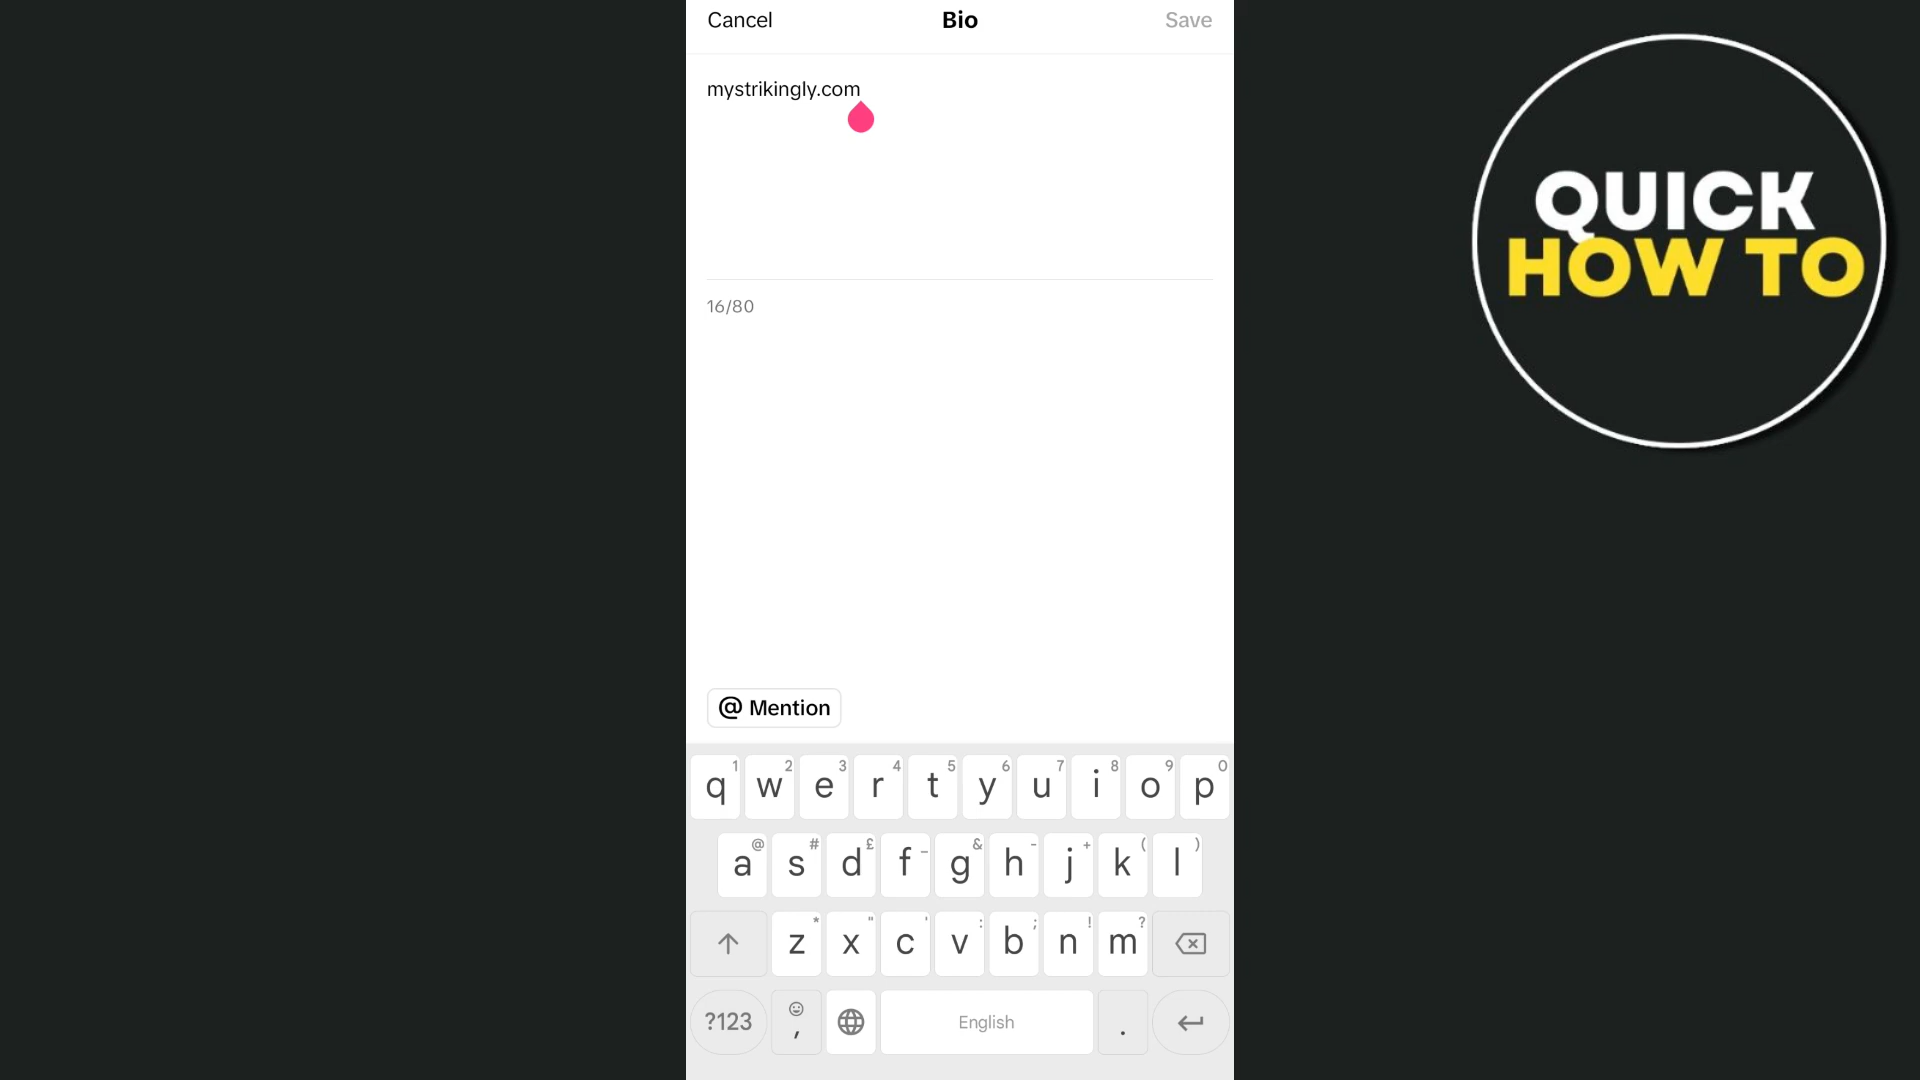 Cancel Bio Save
mystrikingly.com
16/80
@ Mention
QUICK
HOW TO
1 2 3 4 5 6 7 8 9 0
q w e r t y u i o p
@ # £ _ & - + ( )
a s d f g h j k l
* " ' : ; ! ?
z x c v b n m
?123 , English .